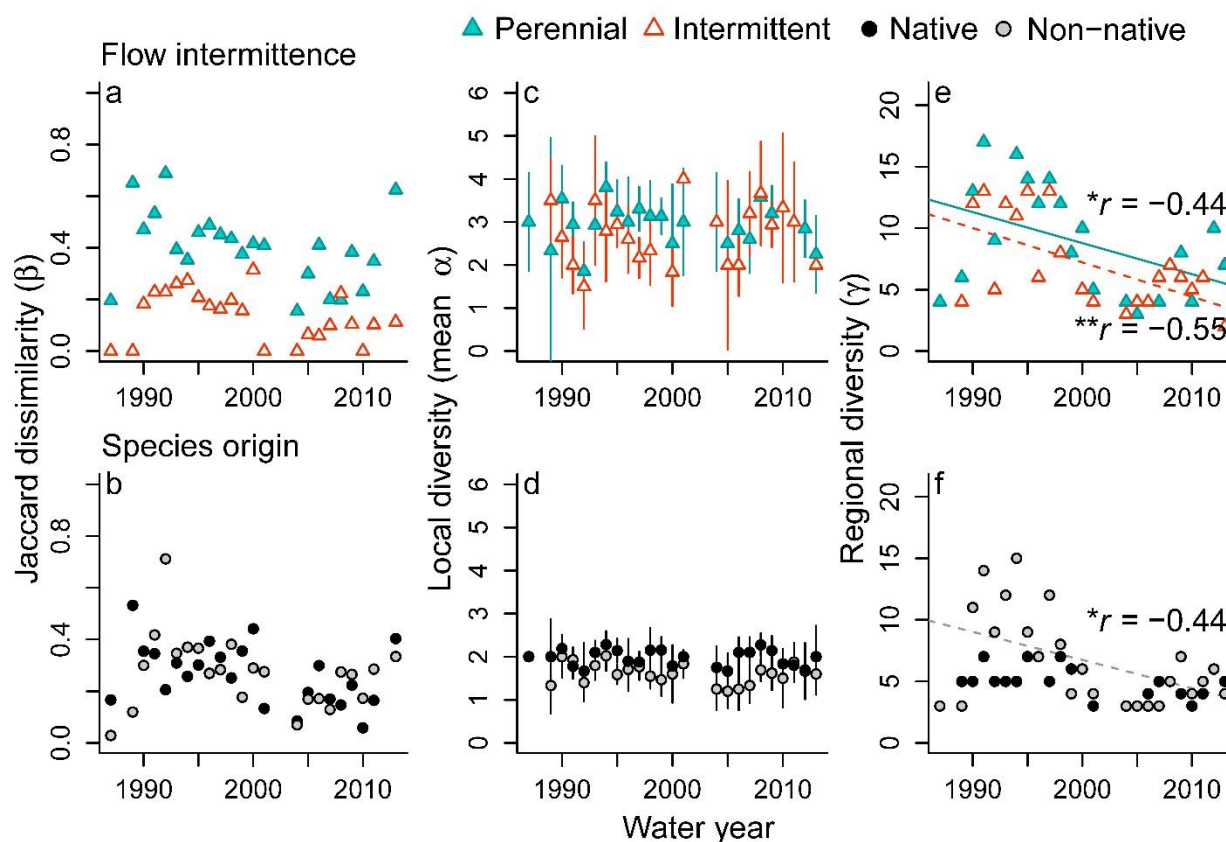 Perennial Intermittent Native Non−native
Flow intermittence
a
0.8
0.4
0.0
1990 2000 2010
c
6
5
4
3
2
1
0
1990 2000 2010
e
20
15
10
5
0
*r = −0.44
**r = −0.55
1990 2000 2010
Jaccard dissimilarity (β)
Local diversity (mean α)
Regional diversity (γ)
Species origin
b
0.8
0.4
0.0
1990 2000 2010
d
6
5
4
3
2
1
0
1990 2000 2010
f
20
15
10
5
0
*r = −0.44
1990 2000 2010
Water year